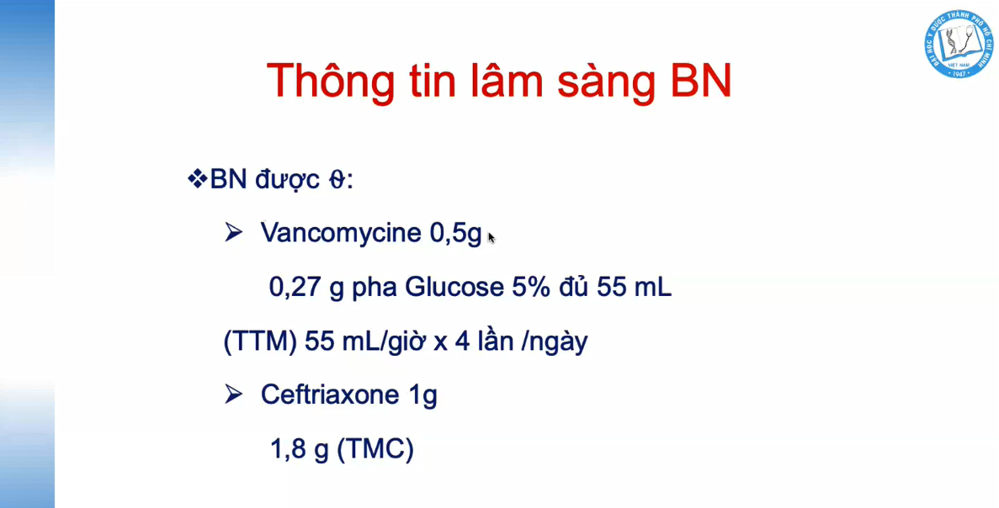 ĐẠI HỌC Y DƯỢC THÀNH PHỐ HỒ CHÍ MINH
VIỆT NAM
1947
Thông tin lâm sàng BN
❖BN được ϑ:
➢ Vancomycine 0,5g
0,27 g pha Glucose 5% đủ 55 mL
(TTM) 55 mL/giờ x 4 lần /ngày
➢ Ceftriaxone 1g
1,8 g (TMC)